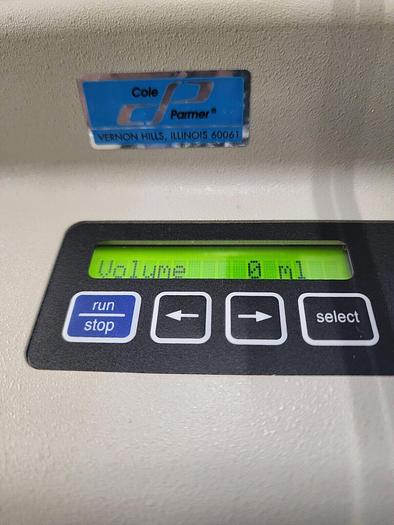 Cole
Parmer®
VERNON HILLS, ILLINOIS 60061
Volume 0 ml
run
stop
select